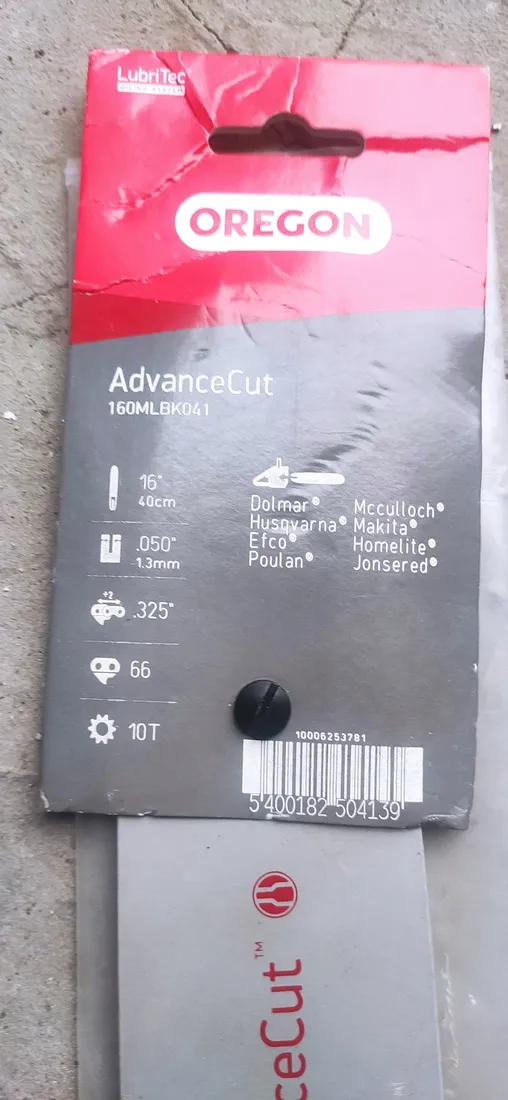 LubriTec
OREGON
AdvanceCut
160MLBK041
16"
40cm
.050"
1.3mm
÷2
.325"
66
10T
Dolmar®
Husqvarna®
Efco®
Poulan®
Mcculloch®
Makita®
Homelite®
Jonsered®
10006253781
5 400182 504139
ceCut™